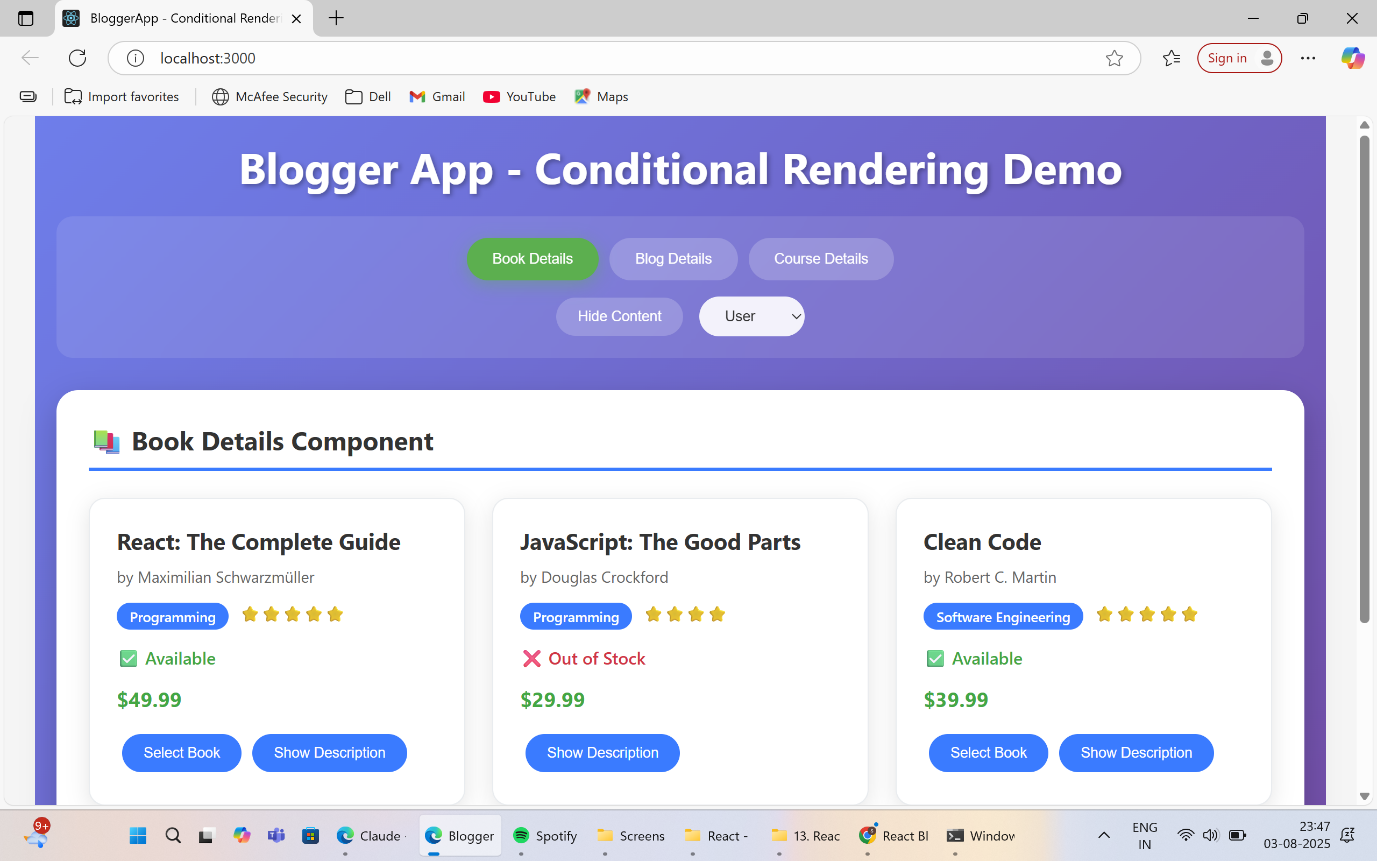 BloggerApp - Conditional Render
localhost:3000
Sign in
Import favorites
McAfee Security
Dell
Gmail
YouTube
Maps
Blogger App - Conditional Rendering Demo
Book Details
Blog Details
Course Details
Hide Content
User
Book Details Component
React: The Complete Guide
by Maximilian Schwarzmüller
Programming
Available
$49.99
Select Book
Show Description
JavaScript: The Good Parts
by Douglas Crockford
Programming
Out of Stock
$29.99
Show Description
Clean Code
by Robert C. Martin
Software Engineering
Available
$39.99
Select Book
Show Description
9+
Claude
Blogger
Spotify
Screens
React -
13. Reac
React Bl
Window
ENG
IN
23:47
03-08-2025